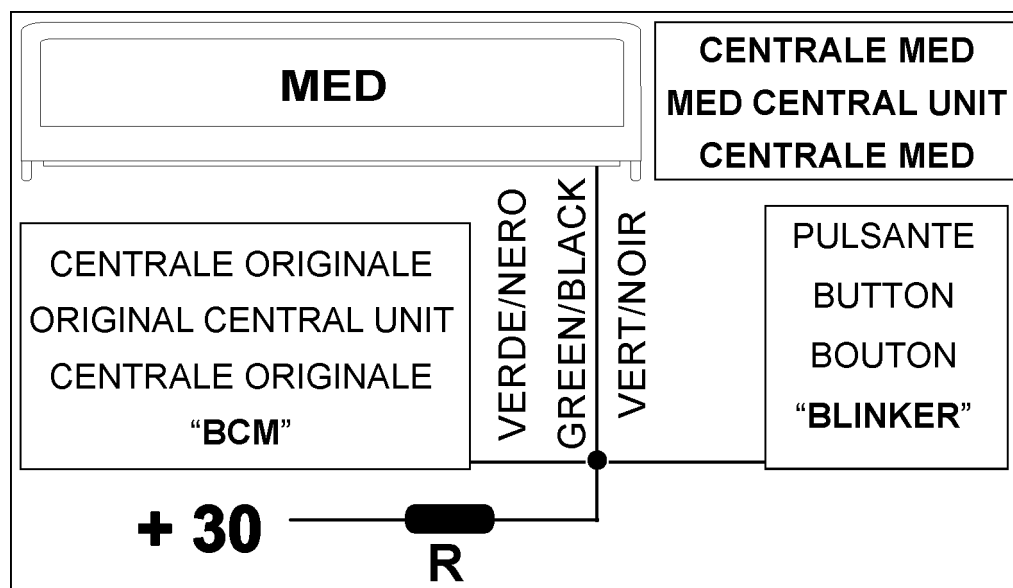 MED
CENTRALE MED
MED CENTRAL UNIT
CENTRALE MED
CENTRALE ORIGINALE
ORIGINAL CENTRAL UNIT
CENTRALE ORIGINALE
“BCM”
VERDE/NERO
GREEN/BLACK
VERT/NOIR
PULSANTE
BUTTON
BOUTON
“BLINKER”
+ 30
R